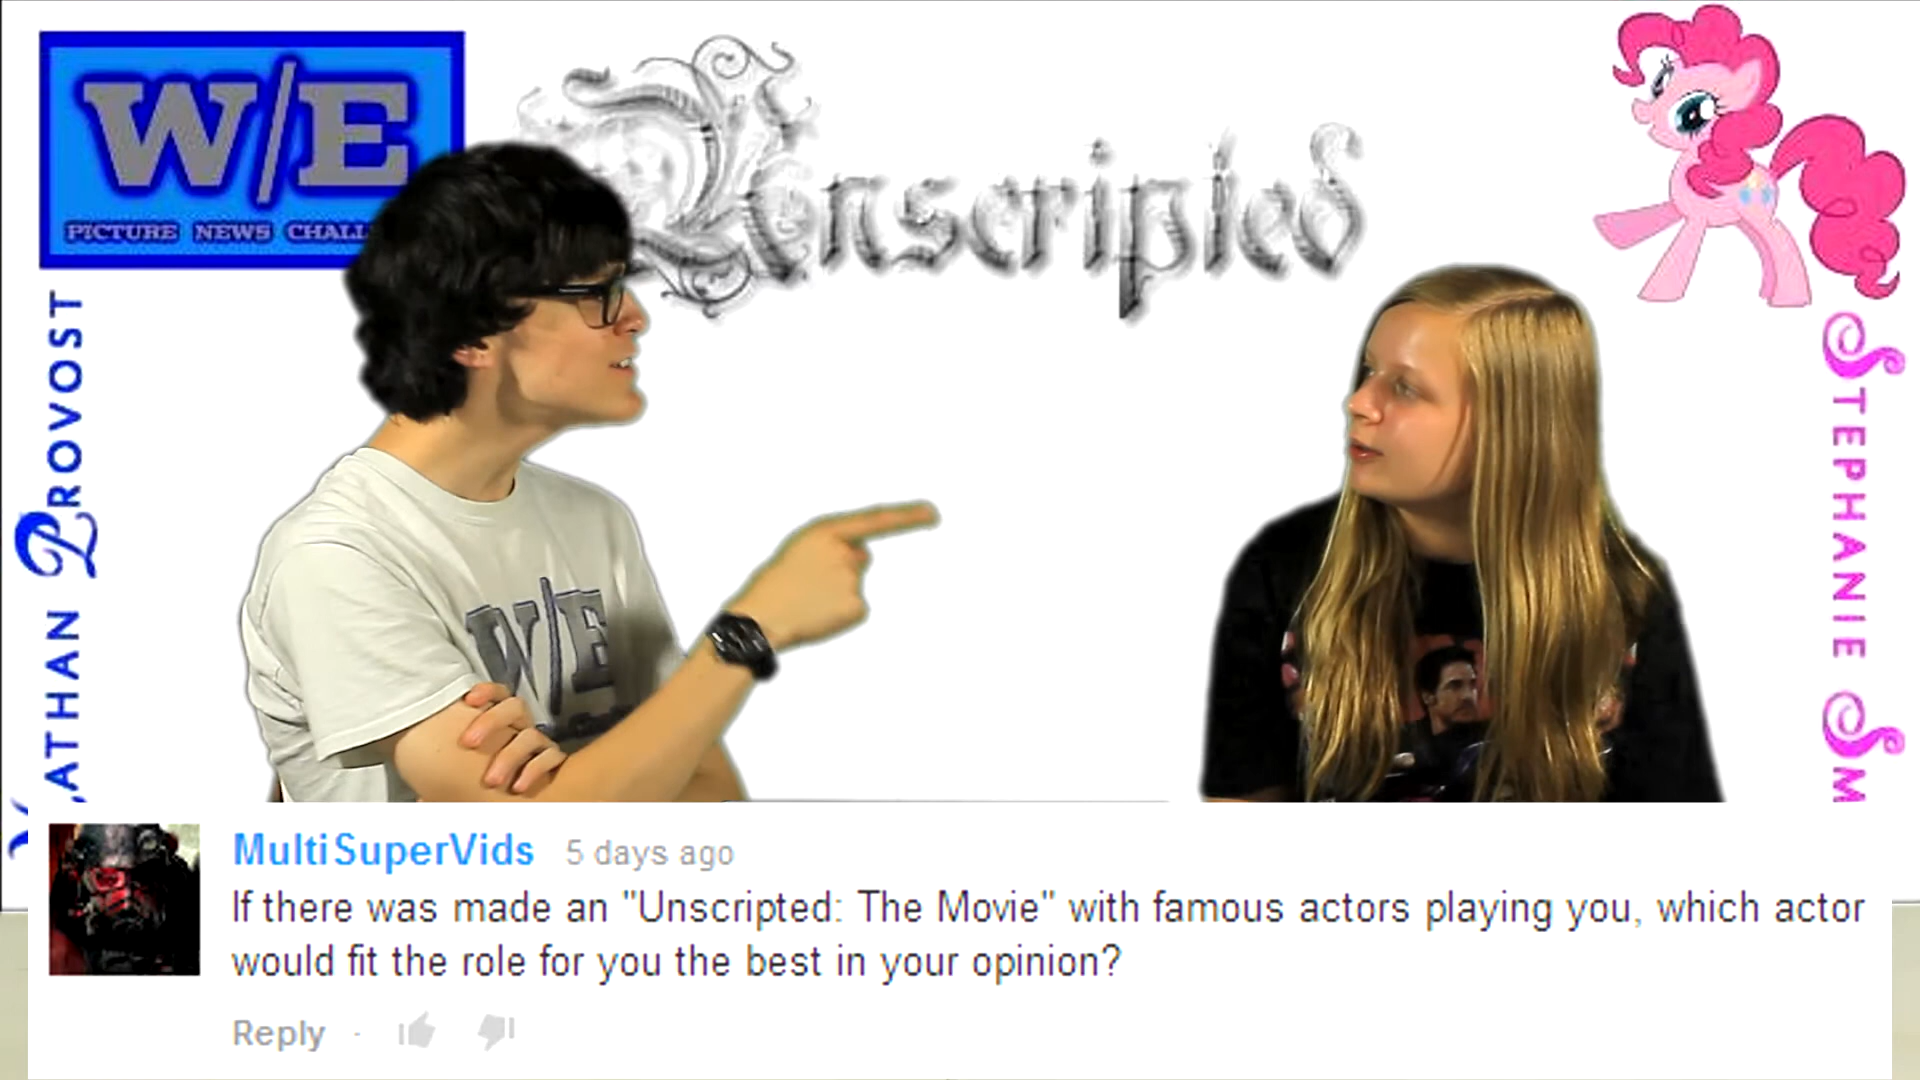 W/E
PICTURE NEWS
Unscripted
STEPHANIE SM
PROVOST
W/E
MultiSuperVids 5 days ago
If there was made an "Unscripted: The Movie" with famous actors playing you, which actor
would fit the role for you the best in your opinion?
Reply